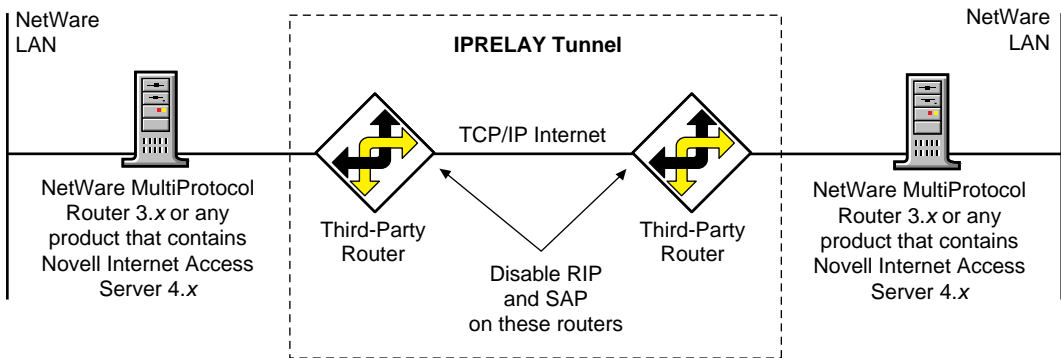 NetWare
LAN
NetWare
LAN
IPRELAY Tunnel
TCP/IP Internet
NetWare MultiProtocol
Router 3.x or any
product that contains
Novell Internet Access
Server 4.x
Third-Party
Router
Third-Party
Router
NetWare MultiProtocol
Router 3.x or any
product that contains
Novell Internet Access
Server 4.x
Disable RIP
and SAP
on these routers